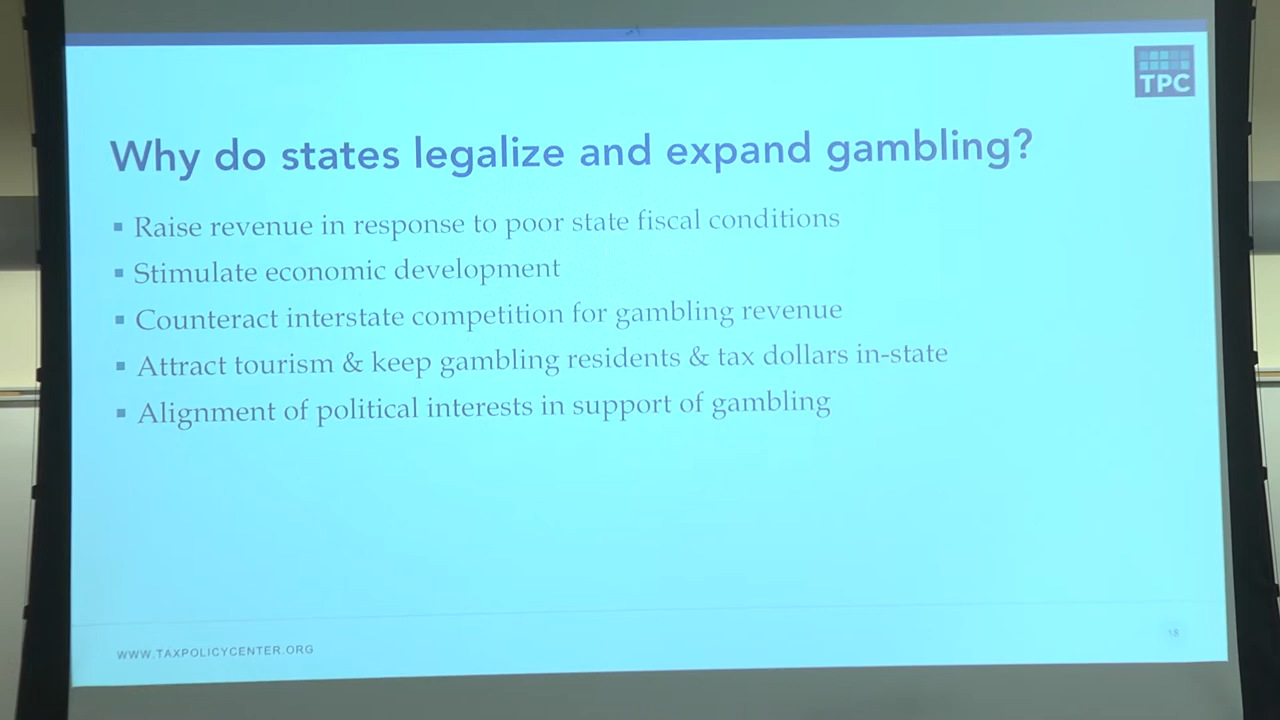 TPC
Why do states legalize and expand gambling?
▪ Raise revenue in response to poor state fiscal conditions
▪ Stimulate economic development
▪ Counteract interstate competition for gambling revenue
▪ Attract tourism & keep gambling residents & tax dollars in-state
▪ Alignment of political interests in support of gambling
WWW.TAXPOLICYCENTER.ORG
18